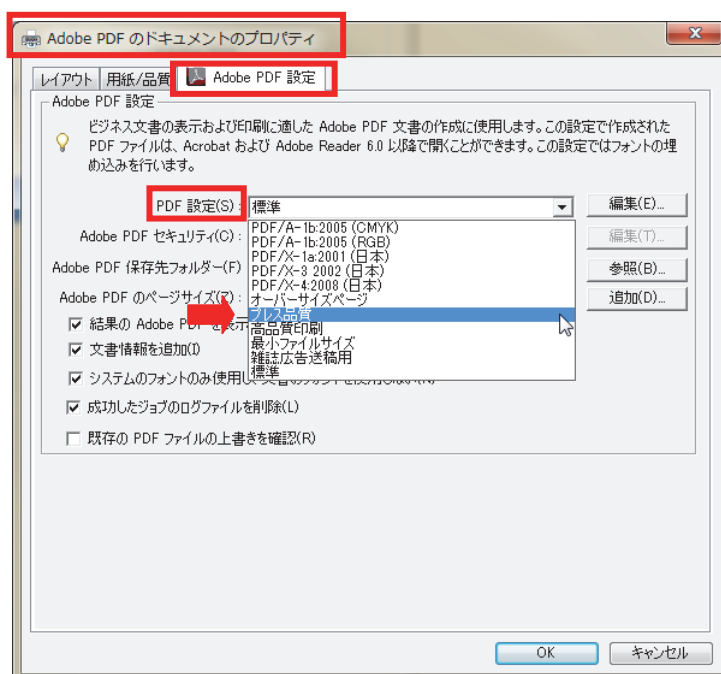 Adobe PDF のドキュメントのプロパティ
レイアウト 用紙/品質 Adobe PDF 設定
Adobe PDF 設定
ビジネス文書の表示および印刷に適した Adobe PDF 文書の作成に使用します。この設定で作成された
PDF ファイルは、Acrobat および Adobe Reader 6.0 以降で開くことができます。この設定ではフォントの埋
め込みを行います。
PDF 設定(S): 標準 編集(E)...
Adobe PDF セキュリティ(C): 編集(T)...
Adobe PDF 保存先フォルダー(F) 参照(B)...
Adobe PDF のページサイズ(Z): 追加(D)...
PDF/A-1b:2005 (CMYK)
PDF/A-1b:2005 (RGB)
PDF/X-1a:2001 (日本)
PDF/X-3 2002 (日本)
PDF/X-4:2008 (日本)
オーバーサイズページ
プレス品質
高品質印刷
最小ファイルサイズ
雑誌広告送稿用
標準
結果の Adobe PDF を表示
文書情報を追加(I)
システムのフォントのみ使用し
成功したジョブのログファイルを削除(L)
既存の PDF ファイルの上書きを確認(R)
OK キャンセル